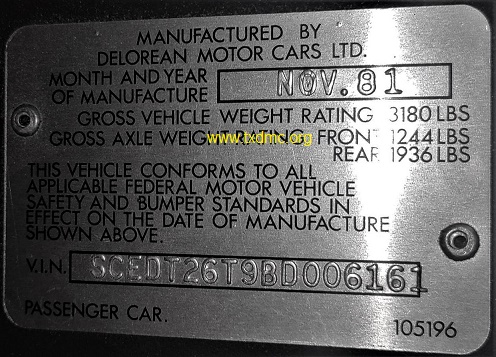 MANUFACTURED BY
DELOREAN MOTOR CARS LTD.
MONTH AND YEAR
OF MANUFACTURE NOV.81
GROSS VEHICLE WEIGHT RATING 3180 LBS
GROSS AXLE WEIGHT RATING FRONT 1244 LBS
www.txdmc.org
REAR 1936 LBS
THIS VEHICLE CONFORMS TO ALL
APPLICABLE FEDERAL MOTOR VEHICLE
SAFETY AND BUMPER STANDARDS IN
EFFECT ON THE DATE OF MANUFACTURE
SHOWN ABOVE.
V.I.N. SCEDT26T9BD006161
PASSENGER CAR. 105196